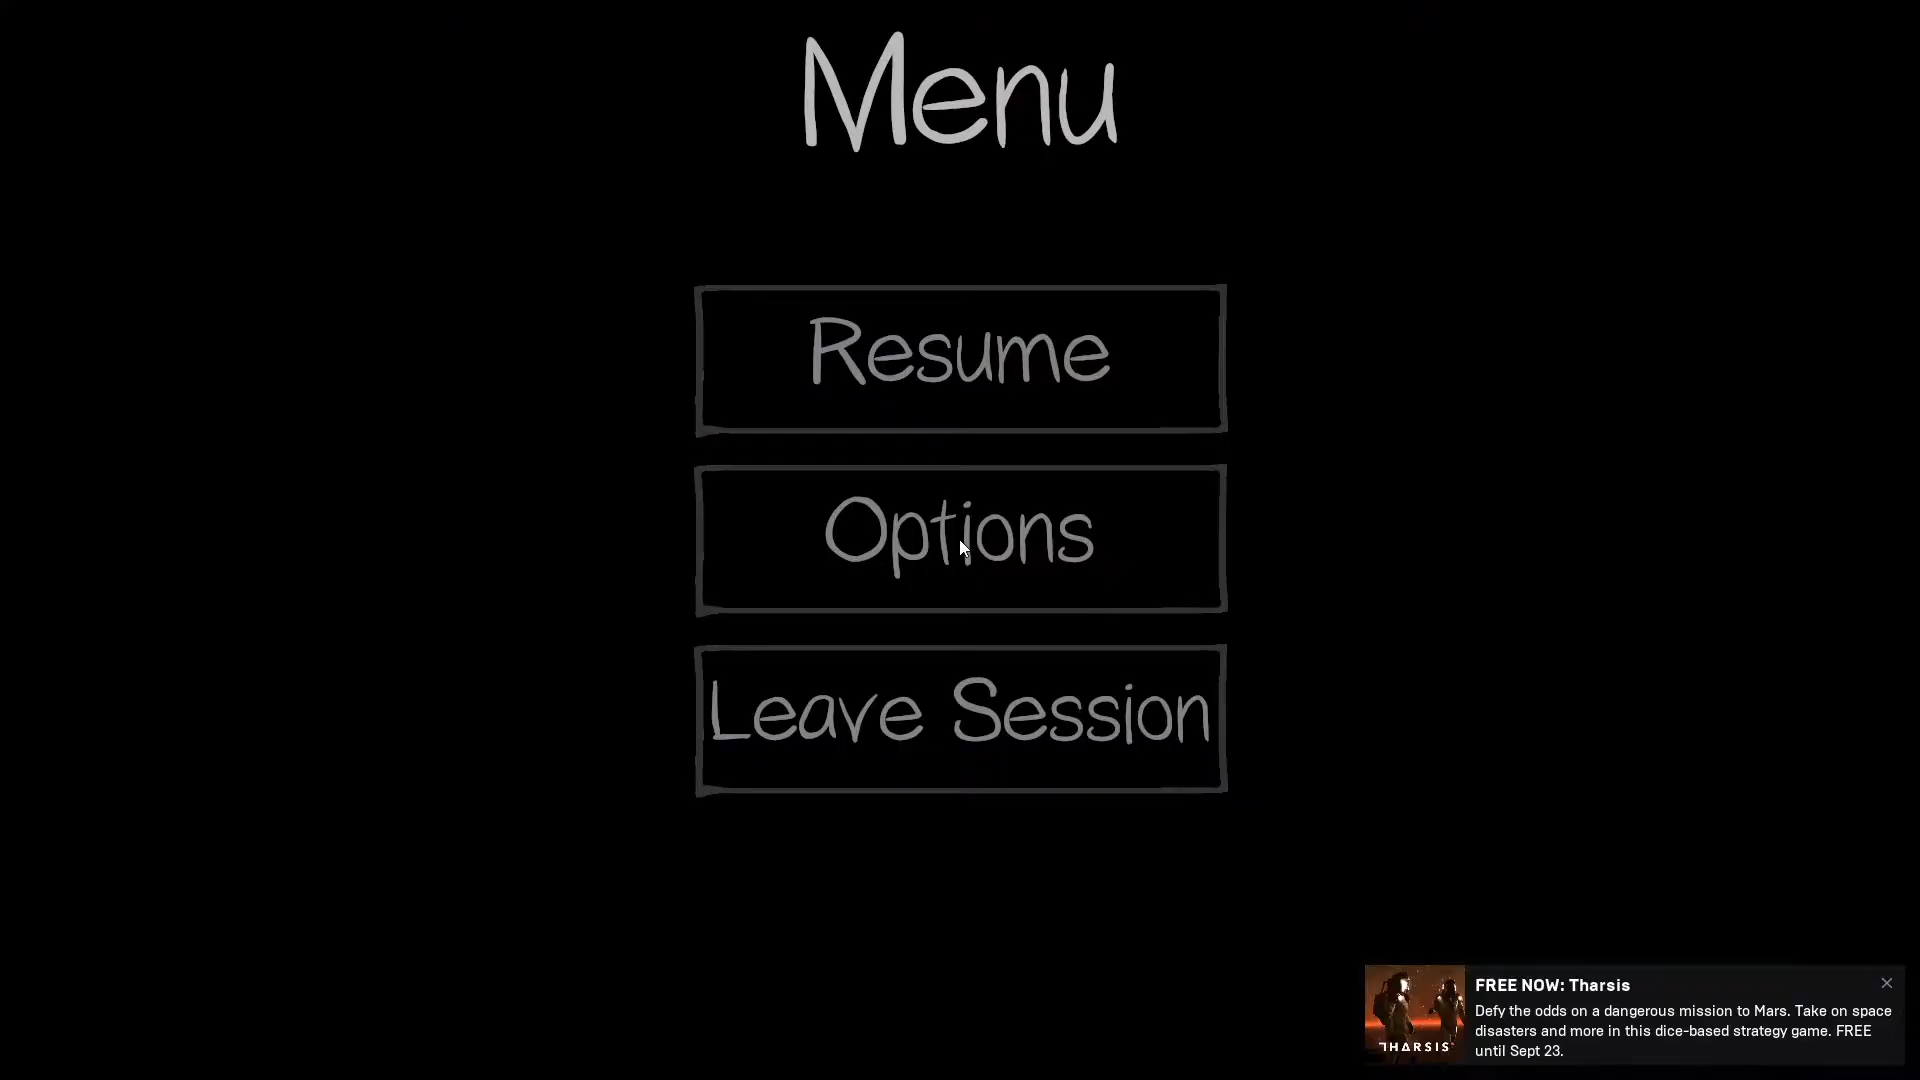 Menu
Resume
Options
Leave Session
FREE NOW: Tharsis
Defy the odds on a dangerous mission to Mars. Take on space
disasters and more in this dice-based strategy game. FREE
until Sept 23.
THARSIS